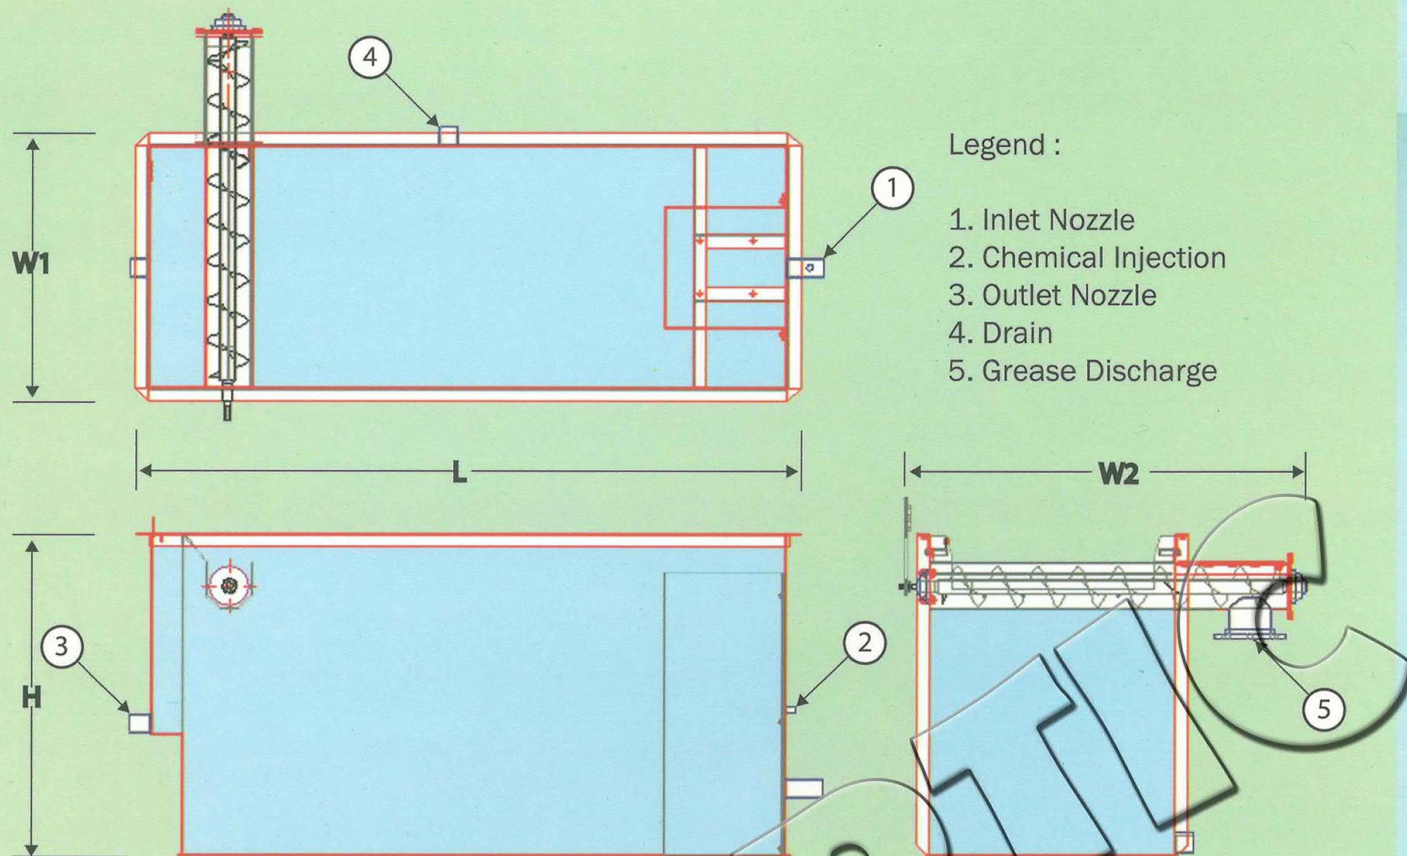 4
1
W1
Legend :
1. Inlet Nozzle
2. Chemical Injection
3. Outlet Nozzle
4. Drain
5. Grease Discharge
L
W2
H
3
2
5